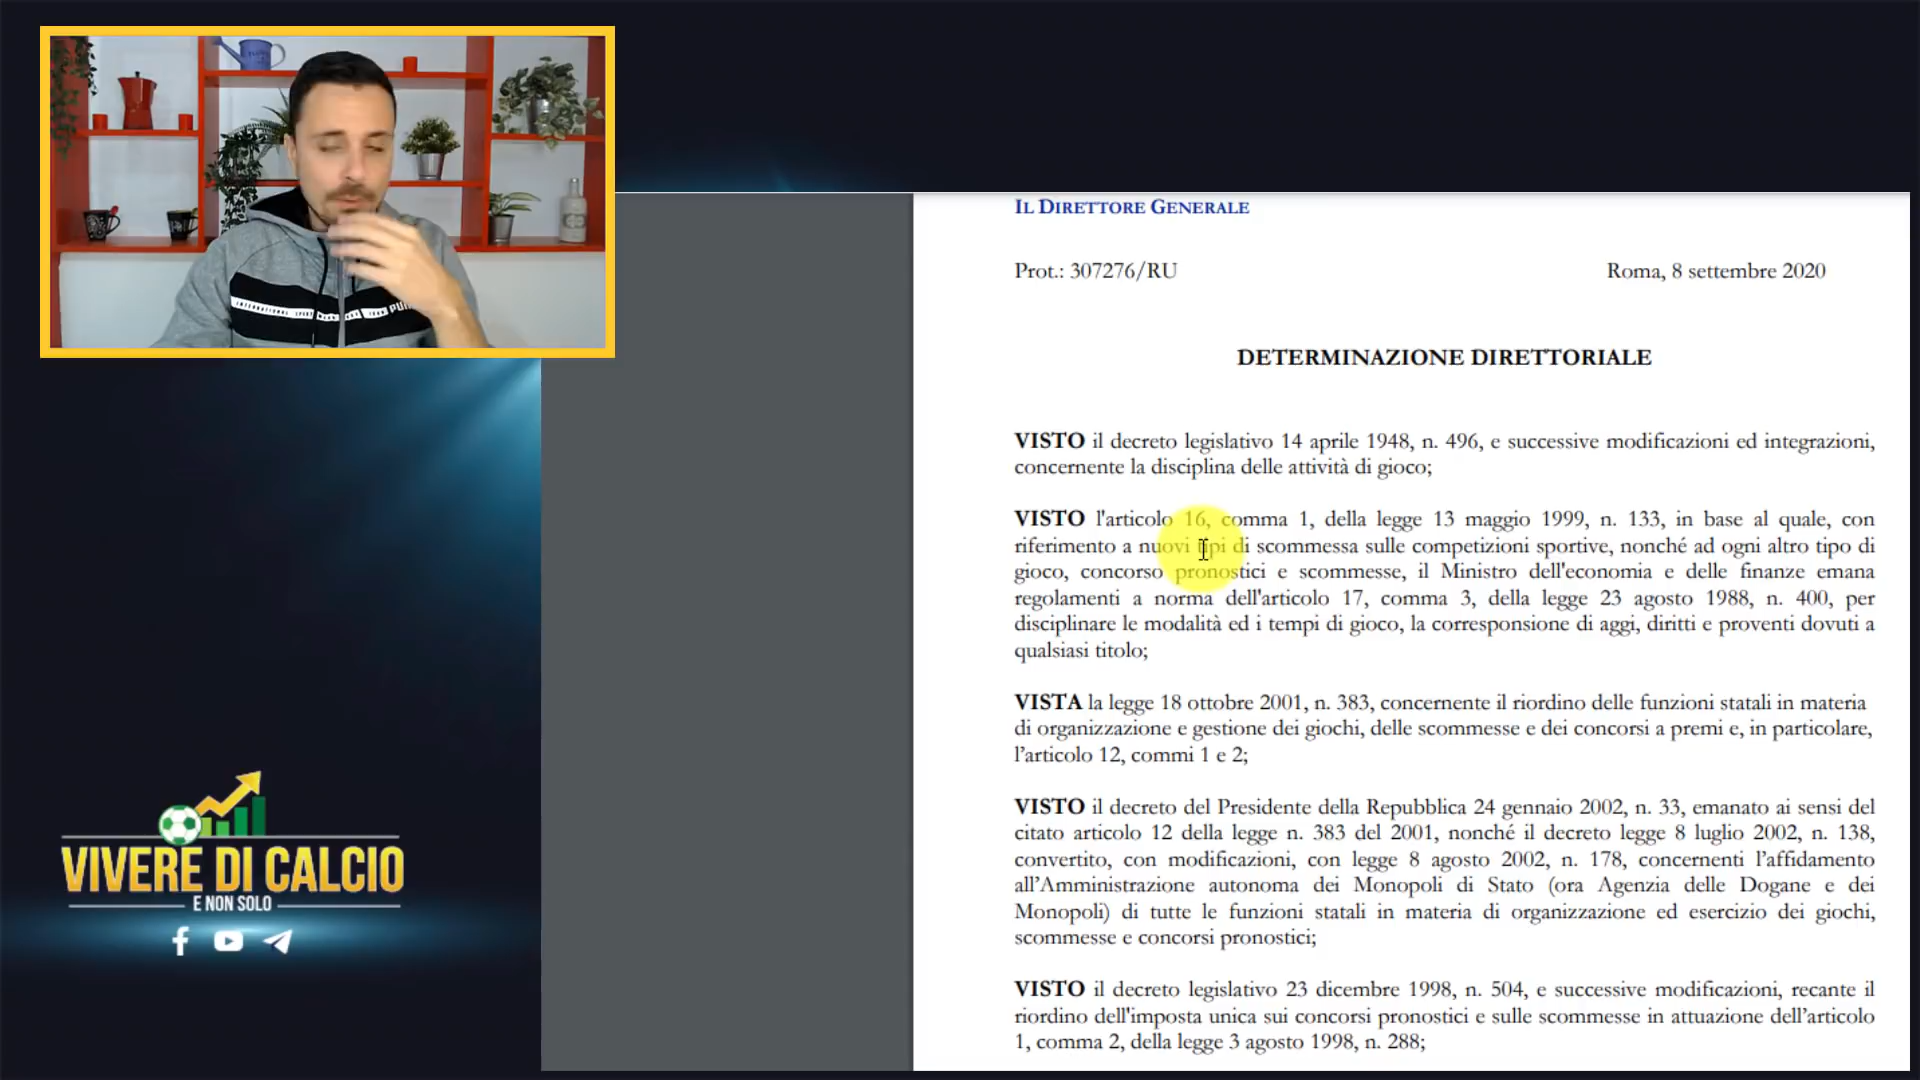 INTERNATIONAL SPORT
IL DIRETTORE GENERALE
Prot.: 307276/RU
Roma, 8 settembre 2020
DETERMINAZIONE DIRETTORIALE
VISTO il decreto legislativo 14 aprile 1948, n. 496, e successive modificazioni ed integrazioni,
concernente la disciplina delle attività di gioco;
VISTO l'articolo 16, comma 1, della legge 13 maggio 1999, n. 133, in base al quale, con
riferimento a nuovi tipi di scommessa sulle competizioni sportive, nonché ad ogni altro tipo di
gioco, concorso pronostici e scommesse, il Ministro dell'economia e delle finanze emana
regolamenti a norma dell'articolo 17, comma 3, della legge 23 agosto 1988, n. 400, per
disciplinare le modalità ed i tempi di gioco, la corresponsione di aggi, diritti e proventi dovuti a
qualsiasi titolo;
VISTA la legge 18 ottobre 2001, n. 383, concernente il riordino delle funzioni statali in materia
di organizzazione e gestione dei giochi, delle scommesse e dei concorsi a premi e, in particolare,
l’articolo 12, commi 1 e 2;
VISTO il decreto del Presidente della Repubblica 24 gennaio 2002, n. 33, emanato ai sensi del
citato articolo 12 della legge n. 383 del 2001, nonché il decreto legge 8 luglio 2002, n. 138,
convertito, con modificazioni, con legge 8 agosto 2002, n. 178, concernenti l’affidamento
all’Amministrazione autonoma dei Monopoli di Stato (ora Agenzia delle Dogane e dei
Monopoli) di tutte le funzioni statali in materia di organizzazione ed esercizio dei giochi,
scommesse e concorsi pronostici;
VISTO il decreto legislativo 23 dicembre 1998, n. 504, e successive modificazioni, recante il
riordino dell'imposta unica sui concorsi pronostici e sulle scommesse in attuazione dell’articolo
1, comma 2, della legge 3 agosto 1998, n. 288;
VIVERE DI CALCIO
E NON SOLO